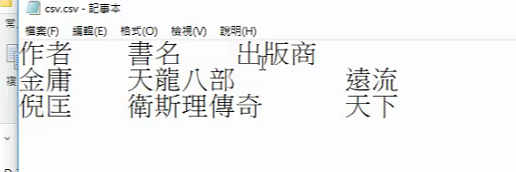 csv.csv - 記事本
檔案(F) 編輯(E) 格式(O) 檢視(V) 說明(H)
作者 書名 出版商
金庸 天龍八部 遠流
倪匡 衛斯理傳奇 天下